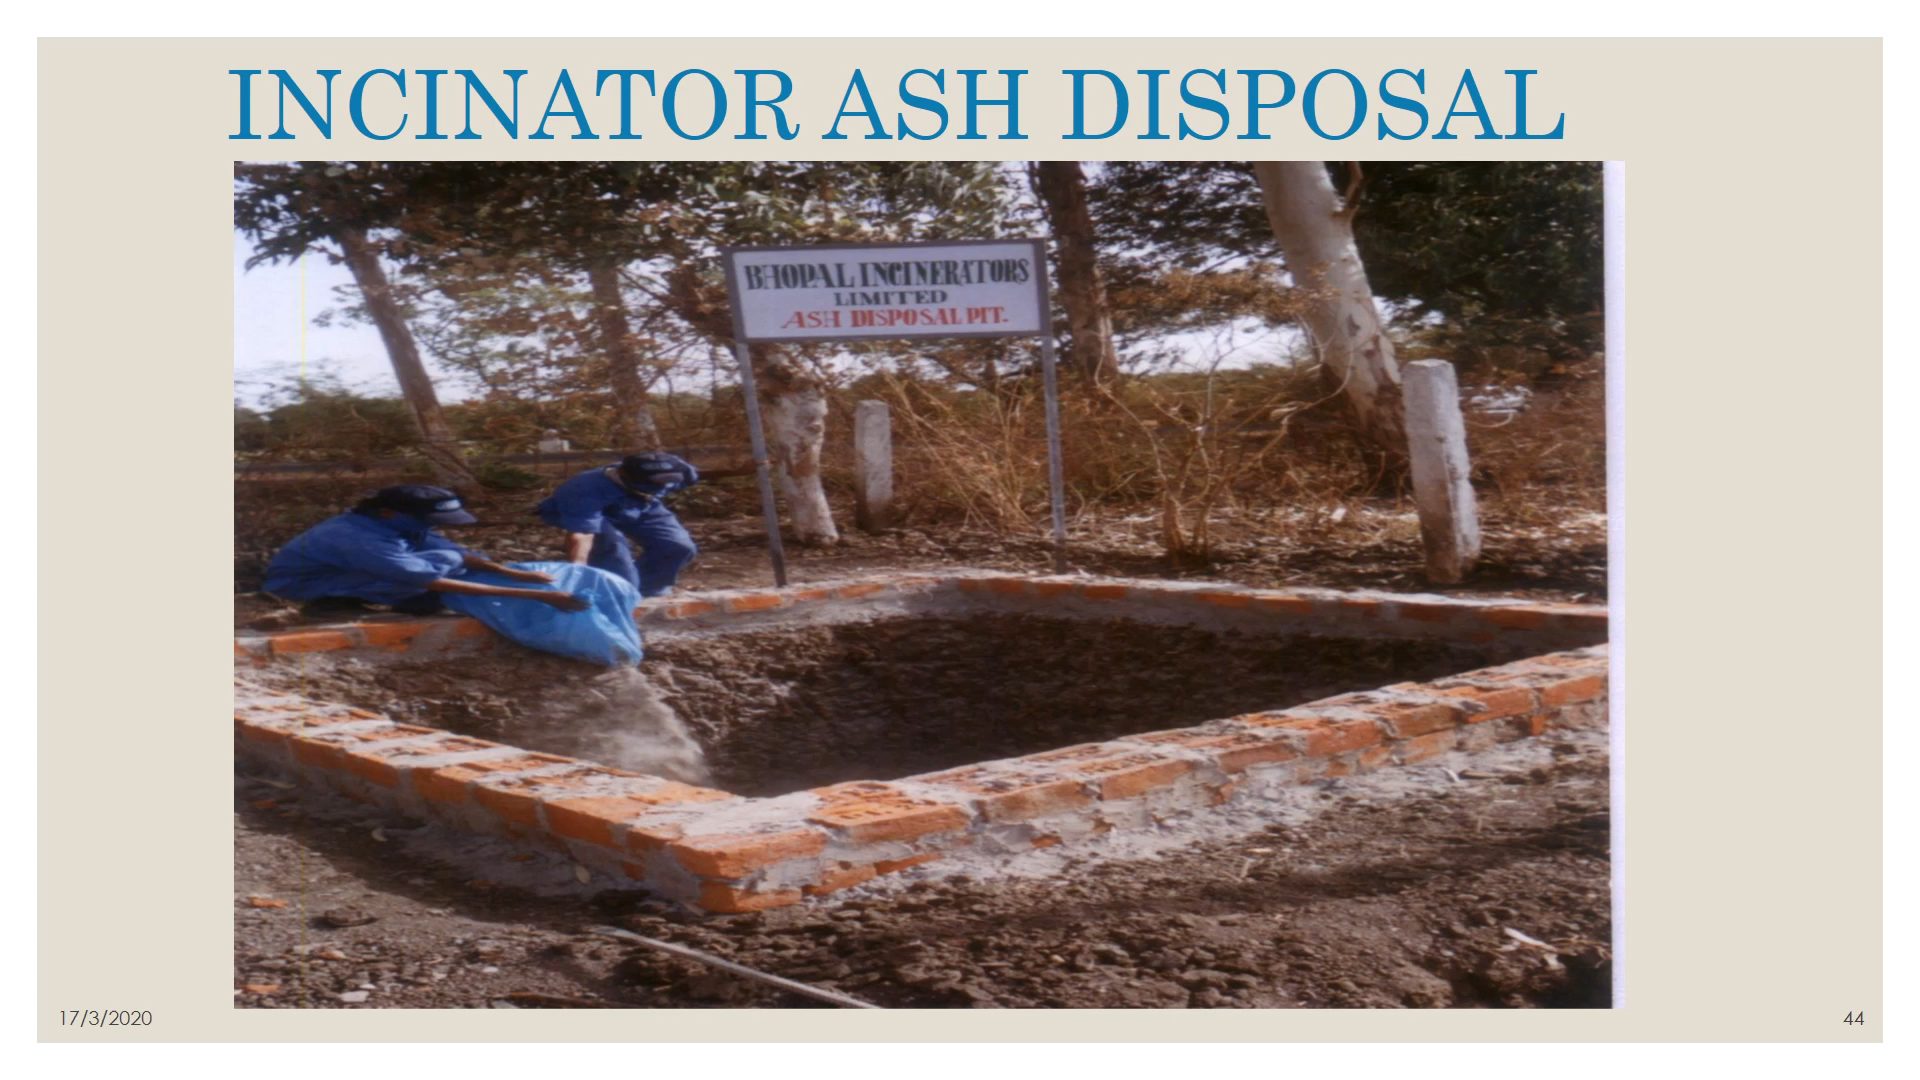 INCINATOR ASH DISPOSAL
BHOPAL INCINERATORS
LIMITED
ASH DISPOSAL PIT.
17/3/2020
44